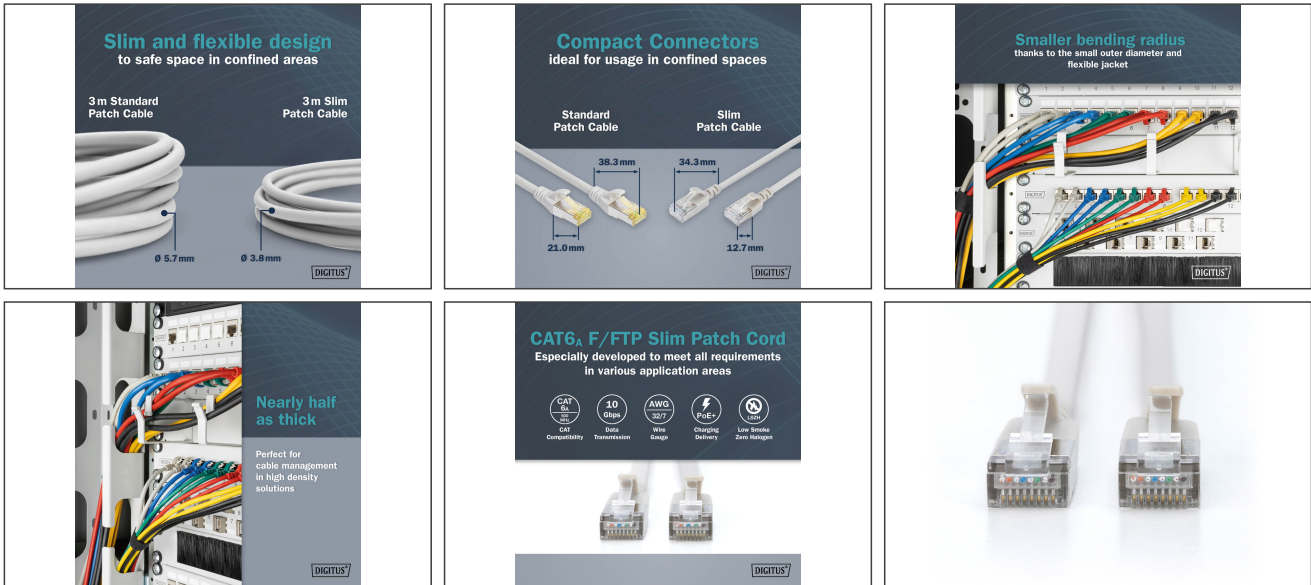 Slim and flexible design
to safe space in confined areas
3 m Standard
Patch Cable
3 m Slim
Patch Cable
Ø 5.7 mm
Ø 3.8 mm
DIGITUS®
Compact Connectors
ideal for usage in confined spaces
Standard
Patch Cable
Slim
Patch Cable
38.3 mm
34.3 mm
21.0 mm
12.7 mm
DIGITUS®
Smaller bending radius
thanks to the small outer diameter and
flexible jacket
DIGITUS®
Nearly half
as thick
Perfect for
cable management
in high density
solutions
DIGITUS®
CAT6A F/FTP Slim Patch Cord
Especially developed to meet all requirements
in various application areas
CAT
6A
500
MHz
CAT
Compatibility
10
Gbps
Data
Transmission
AWG
32/7
Wire
Gauge
PoE+
Charging
Delivery
LSZH
Low Smoke
Zero Halogen
DIGITUS®